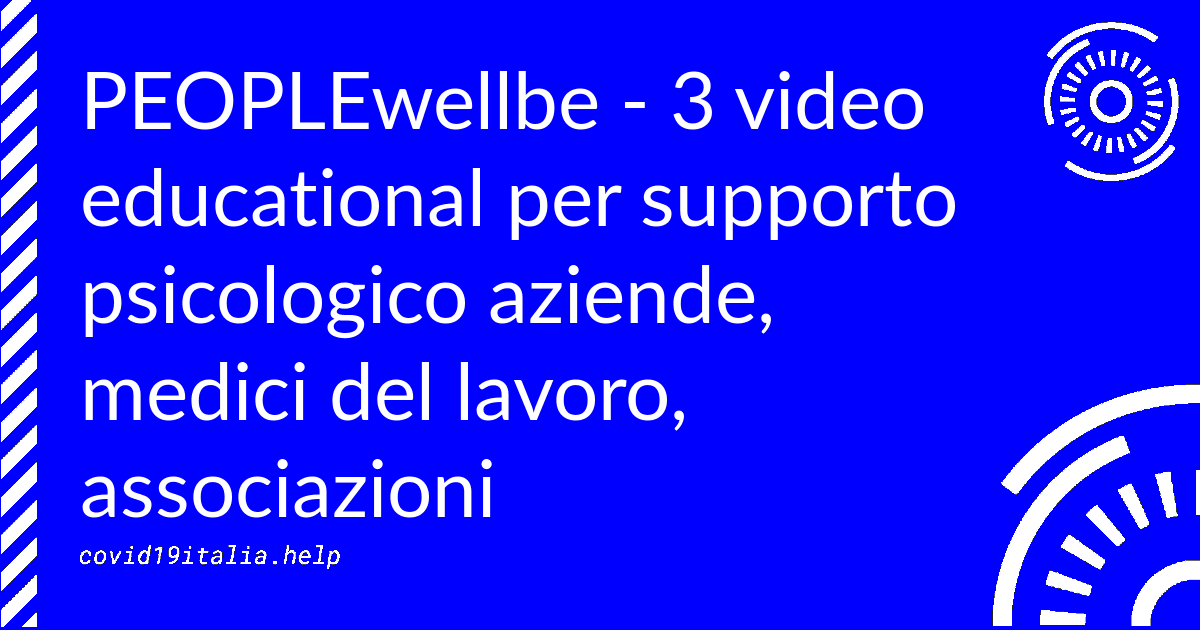 PEOPLEwellbe - 3 video
educational per supporto
psicologico aziende,
medici del lavoro,
associazioni
covid19italia.help